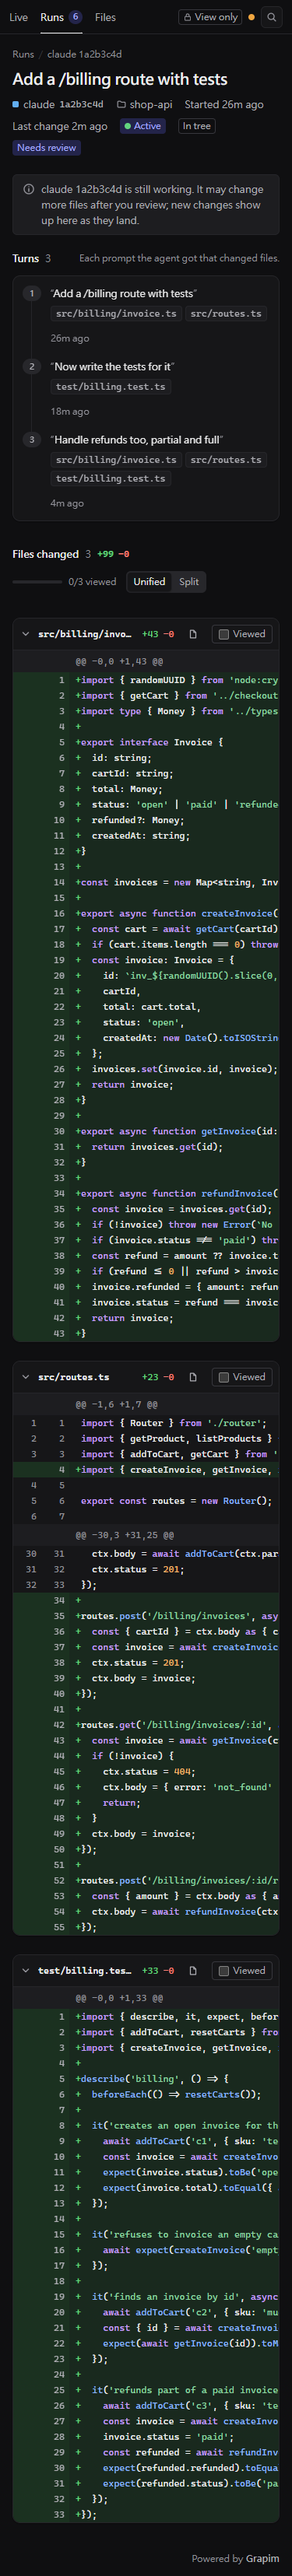 Live Runs 6 Files View only
Runs / claude 1a2b3c4d
Add a /billing route with tests
claude 1a2b3c4d shop-api Started 26m ago
Last change 2m ago Active In tree
Needs review
claude 1a2b3c4d is still working. It may change
more files after you review; new changes show
up here as they land.
Turns 3 Each prompt the agent got that changed files.
1 “Add a /billing route with tests”
src/billing/invoice.ts src/routes.ts
26m ago
2 “Now write the tests for it”
test/billing.test.ts
18m ago
3 “Handle refunds too, partial and full”
src/billing/invoice.ts src/routes.ts
test/billing.test.ts
4m ago
Files changed 3 +99 −0
0/3 viewed Unified Split
src/billing/invo… +43 −0 Viewed
@@ -0,0 +1,43 @@
1 +import { randomUUID } from 'node:cry
2 +import { getCart } from '../checkout
3 +import type { Money } from '../types
4 +
5 +export interface Invoice {
6 + id: string;
7 + cartId: string;
8 + total: Money;
9 + status: 'open' | 'paid' | 'refunde
10 + refunded?: Money;
11 + createdAt: string;
12 +}
13 +
14 +const invoices = new Map<string, Inv
15 +
16 +export async function createInvoice(
17 + const cart = await getCart(cartId)
18 + if (cart.items.length === 0) throw
19 + const invoice: Invoice = {
20 + id: `inv_${randomUUID().slice(0,
21 + cartId,
22 + total: cart.total,
23 + status: 'open',
24 + createdAt: new Date().toISOStrin
25 + };
26 + invoices.set(invoice.id, invoice);
27 + return invoice;
28 +}
29 +
30 +export async function getInvoice(id:
31 + return invoices.get(id);
32 +}
33 +
34 +export async function refundInvoice(
35 + const invoice = invoices.get(id);
36 + if (!invoice) throw new Error(`No
37 + if (invoice.status !== 'paid') thr
38 + const refund = amount ?? invoice.t
39 + if (refund <= 0 || refund > invoic
40 + invoice.refunded = { amount: refun
41 + invoice.status = refund === invoic
42 + return invoice;
43 +}
src/routes.ts +23 −0 Viewed
@@ -1,6 +1,7 @@
1 1 import { Router } from './router';
2 2 import { getProduct, listProducts }
3 3 import { addToCart, getCart } from '
4 +import { createInvoice, getInvoice,
4 5
5 6 export const routes = new Router();
6 7
@@ -30,3 +31,25 @@
30 31 ctx.body = await addToCart(ctx.par
31 32 ctx.status = 201;
32 33 });
34 +
35 +routes.post('/billing/invoices', asy
36 + const { cartId } = ctx.body as { c
37 + const invoice = await createInvoic
38 + ctx.status = 201;
39 + ctx.body = invoice;
40 +});
41 +
42 +routes.get('/billing/invoices/:id',
43 + const invoice = await getInvoice(c
44 + if (!invoice) {
45 + ctx.status = 404;
46 + ctx.body = { error: 'not_found'
47 + return;
48 + }
49 + ctx.body = invoice;
50 +});
51 +
52 +routes.post('/billing/invoices/:id/r
53 + const { amount } = ctx.body as { a
54 + ctx.body = await refundInvoice(ctx
55 +});
test/billing.tes… +33 −0 Viewed
@@ -0,0 +1,33 @@
1 +import { describe, it, expect, befor
2 +import { addToCart, resetCarts } fro
3 +import { createInvoice, getInvoice,
4 +
5 +describe('billing', () => {
6 + beforeEach(() => resetCarts());
7 +
8 + it('creates an open invoice for th
9 + await addToCart('c1', { sku: 'te
10 + const invoice = await createInvo
11 + expect(invoice.status).toBe('ope
12 + expect(invoice.total).toEqual({
13 + });
14 +
15 + it('refuses to invoice an empty ca
16 + await expect(createInvoice('empt
17 + });
18 +
19 + it('finds an invoice by id', async
20 + await addToCart('c2', { sku: 'mu
21 + const { id } = await createInvoi
22 + expect(await getInvoice(id)).toM
23 + });
24 +
25 + it('refunds part of a paid invoice
26 + await addToCart('c3', { sku: 'te
27 + const invoice = await createInvo
28 + invoice.status = 'paid';
29 + const refunded = await refundInv
30 + expect(refunded.refunded).toEqua
31 + expect(refunded.status).toBe('pa
32 + });
33 +});
Powered by Grapim